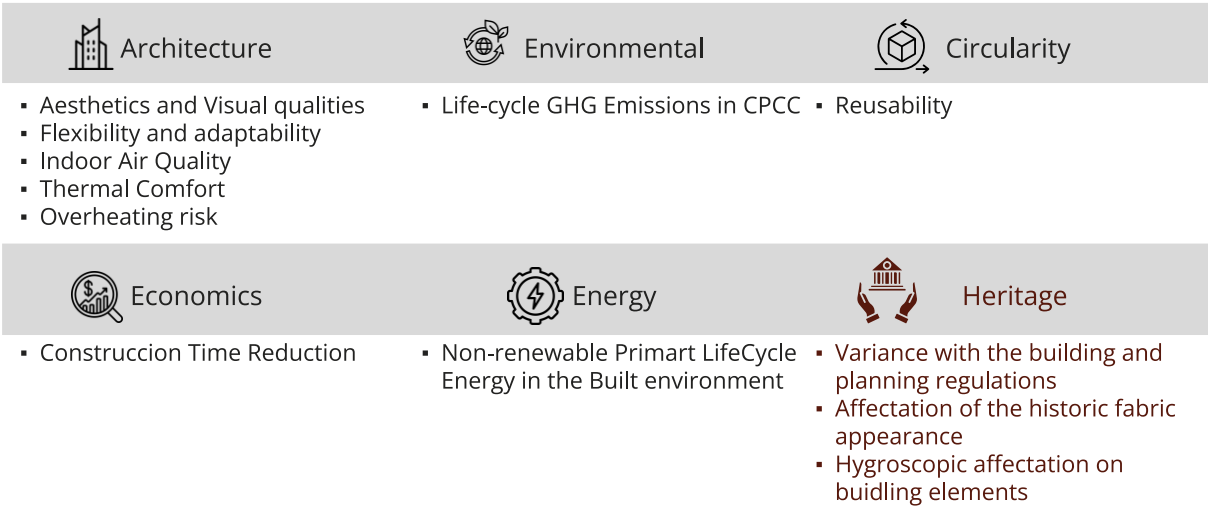 Architecture
Environmental
Circularity
▪ Aesthetics and Visual qualities
▪ Flexibility and adaptability
▪ Indoor Air Quality
▪ Thermal Comfort
▪ Overheating risk
▪ Life-cycle GHG Emissions in CPCC
▪ Reusability
Economics
Energy
Heritage
▪ Construccion Time Reduction
▪ Non-renewable Primart LifeCycle
Energy in the Built environment
▪ Variance with the building and
planning regulations
▪ Affectation of the historic fabric
appearance
▪ Hygroscopic affectation on
buidling elements